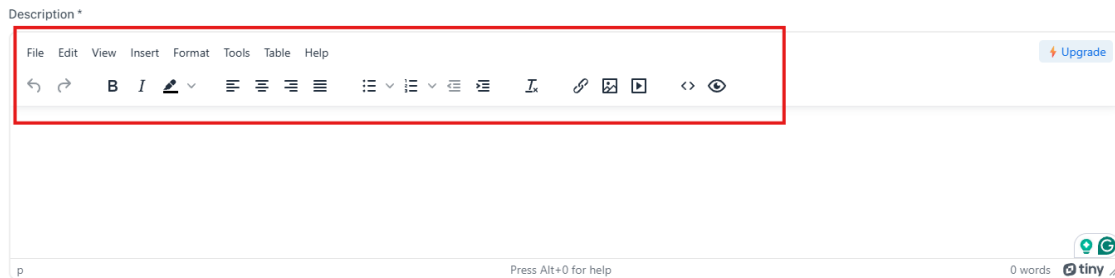 Description *
File Edit View Insert Format Tools Table Help Upgrade
p Press Alt+0 for help 0 words tiny